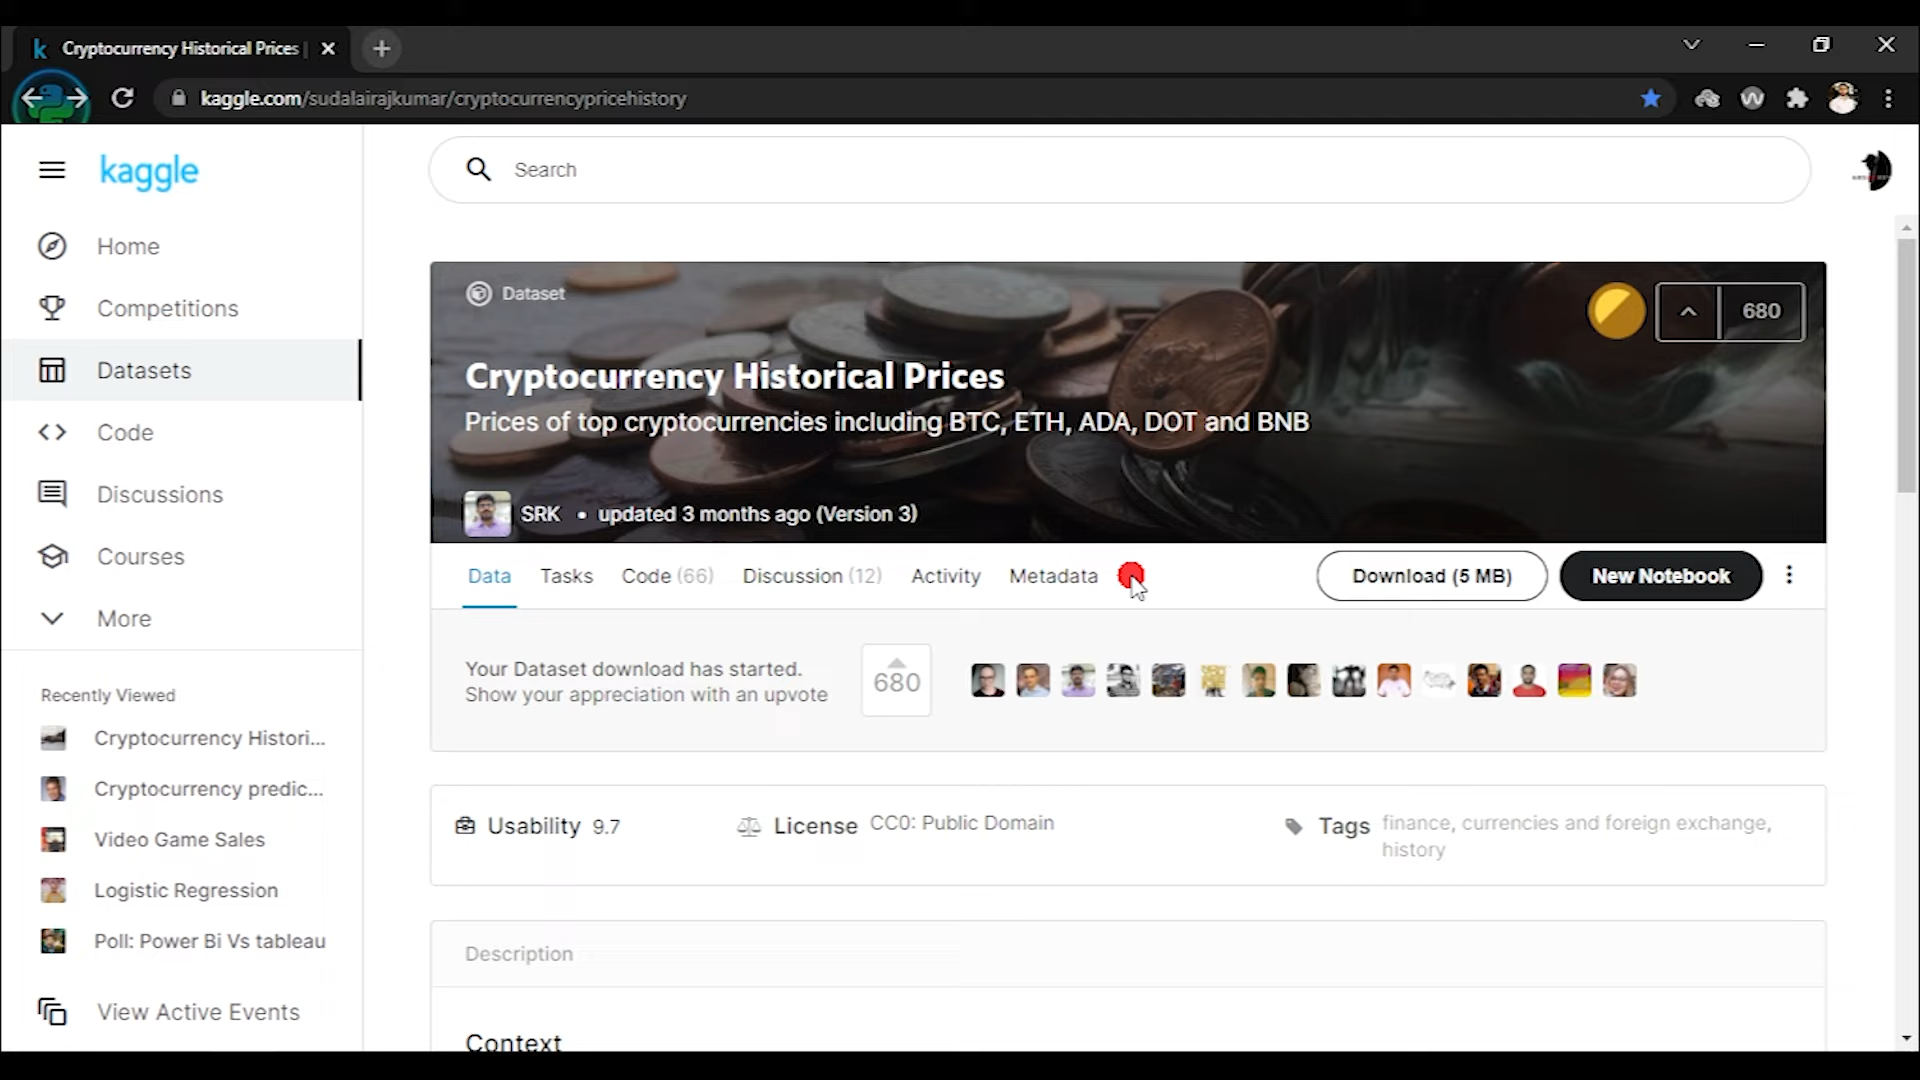 k Cryptocurrency Historical Prices |
kaggle.com/sudalairajkumar/cryptocurrencypricehistory
kaggle
Search
Home
Competitions
Datasets
Code
Discussions
Courses
More
Recently Viewed
Cryptocurrency Histori...
Cryptocurrency predic...
Video Game Sales
Logistic Regression
Poll: Power Bi Vs tableau
View Active Events
Dataset
680
Cryptocurrency Historical Prices
Prices of top cryptocurrencies including BTC, ETH, ADA, DOT and BNB
SRK • updated 3 months ago (Version 3)
Data Tasks Code (66) Discussion (12) Activity Metadata Download (5 MB) New Notebook
Your Dataset download has started.
Show your appreciation with an upvote
680
Usability 9.7 License CC0: Public Domain Tags finance, currencies and foreign exchange,
history
Description
Context